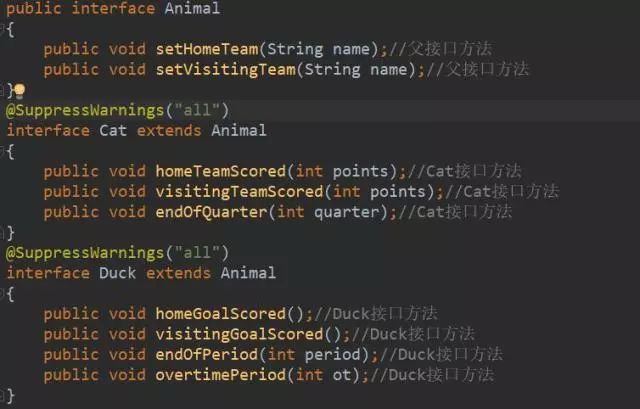 public interface Animal
{
public void setHomeTeam(String name);//父接口方法
public void setVisitingTeam(String name);//父接口方法
}
@SuppressWarnings("all")
interface Cat extends Animal
{
public void homeTeamScored(int points);//Cat接口方法
public void visitingTeamScored(int points);//Cat接口方法
public void endOfQuarter(int quarter);//Cat接口方法
}
@SuppressWarnings("all")
interface Duck extends Animal
{
public void homeGoalScored();//Duck接口方法
public void visitingGoalScored();//Duck接口方法
public void endOfPeriod(int period);//Duck接口方法
public void overtimePeriod(int ot);//Duck接口方法
}